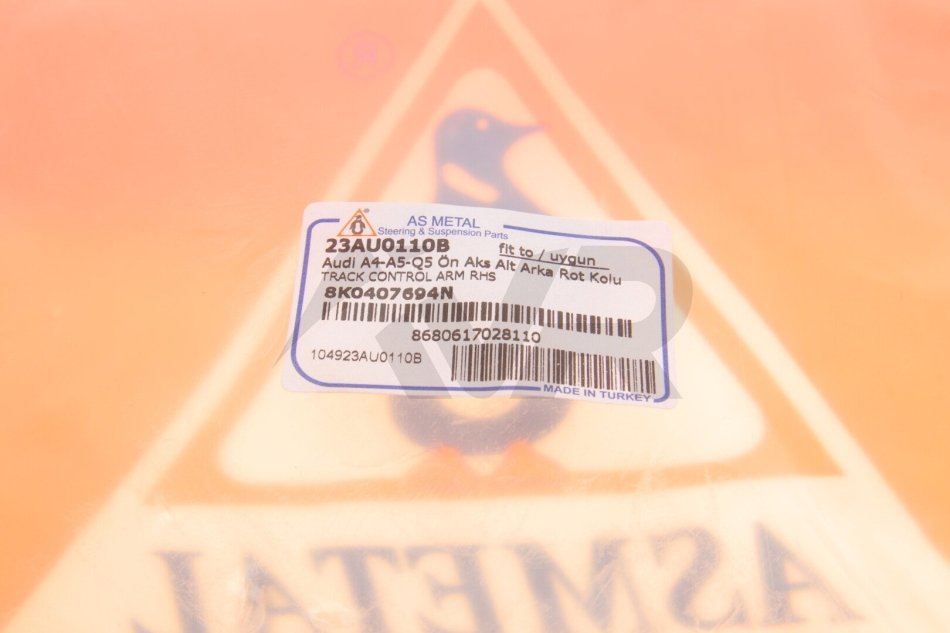 AS METAL
Steering & Suspension Parts
23AU0110B fit to / uygun
Audi A4-A5-Q5 Ön Aks Alt Arka Rot Kolu
TRACK CONTROL ARM RHS
8K0407694N
8680617028110
104923AU0110B
MADE IN TURKEY
ASMETAL